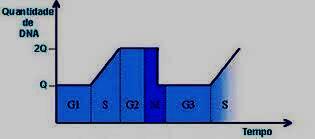 Quantidade
de
DNA
2Q
Q
G1 S G2 M G3 S
Tempo